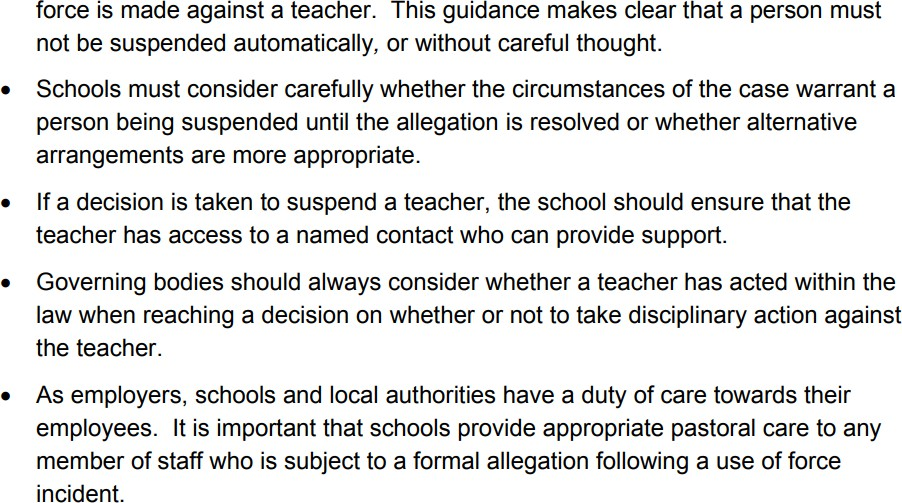 force is made against a teacher.  This guidance makes clear that a person must
not be suspended automatically, or without careful thought.
• Schools must consider carefully whether the circumstances of the case warrant a
person being suspended until the allegation is resolved or whether alternative
arrangements are more appropriate.
• If a decision is taken to suspend a teacher, the school should ensure that the
teacher has access to a named contact who can provide support.
• Governing bodies should always consider whether a teacher has acted within the
law when reaching a decision on whether or not to take disciplinary action against
the teacher.
• As employers, schools and local authorities have a duty of care towards their
employees.  It is important that schools provide appropriate pastoral care to any
member of staff who is subject to a formal allegation following a use of force
incident.